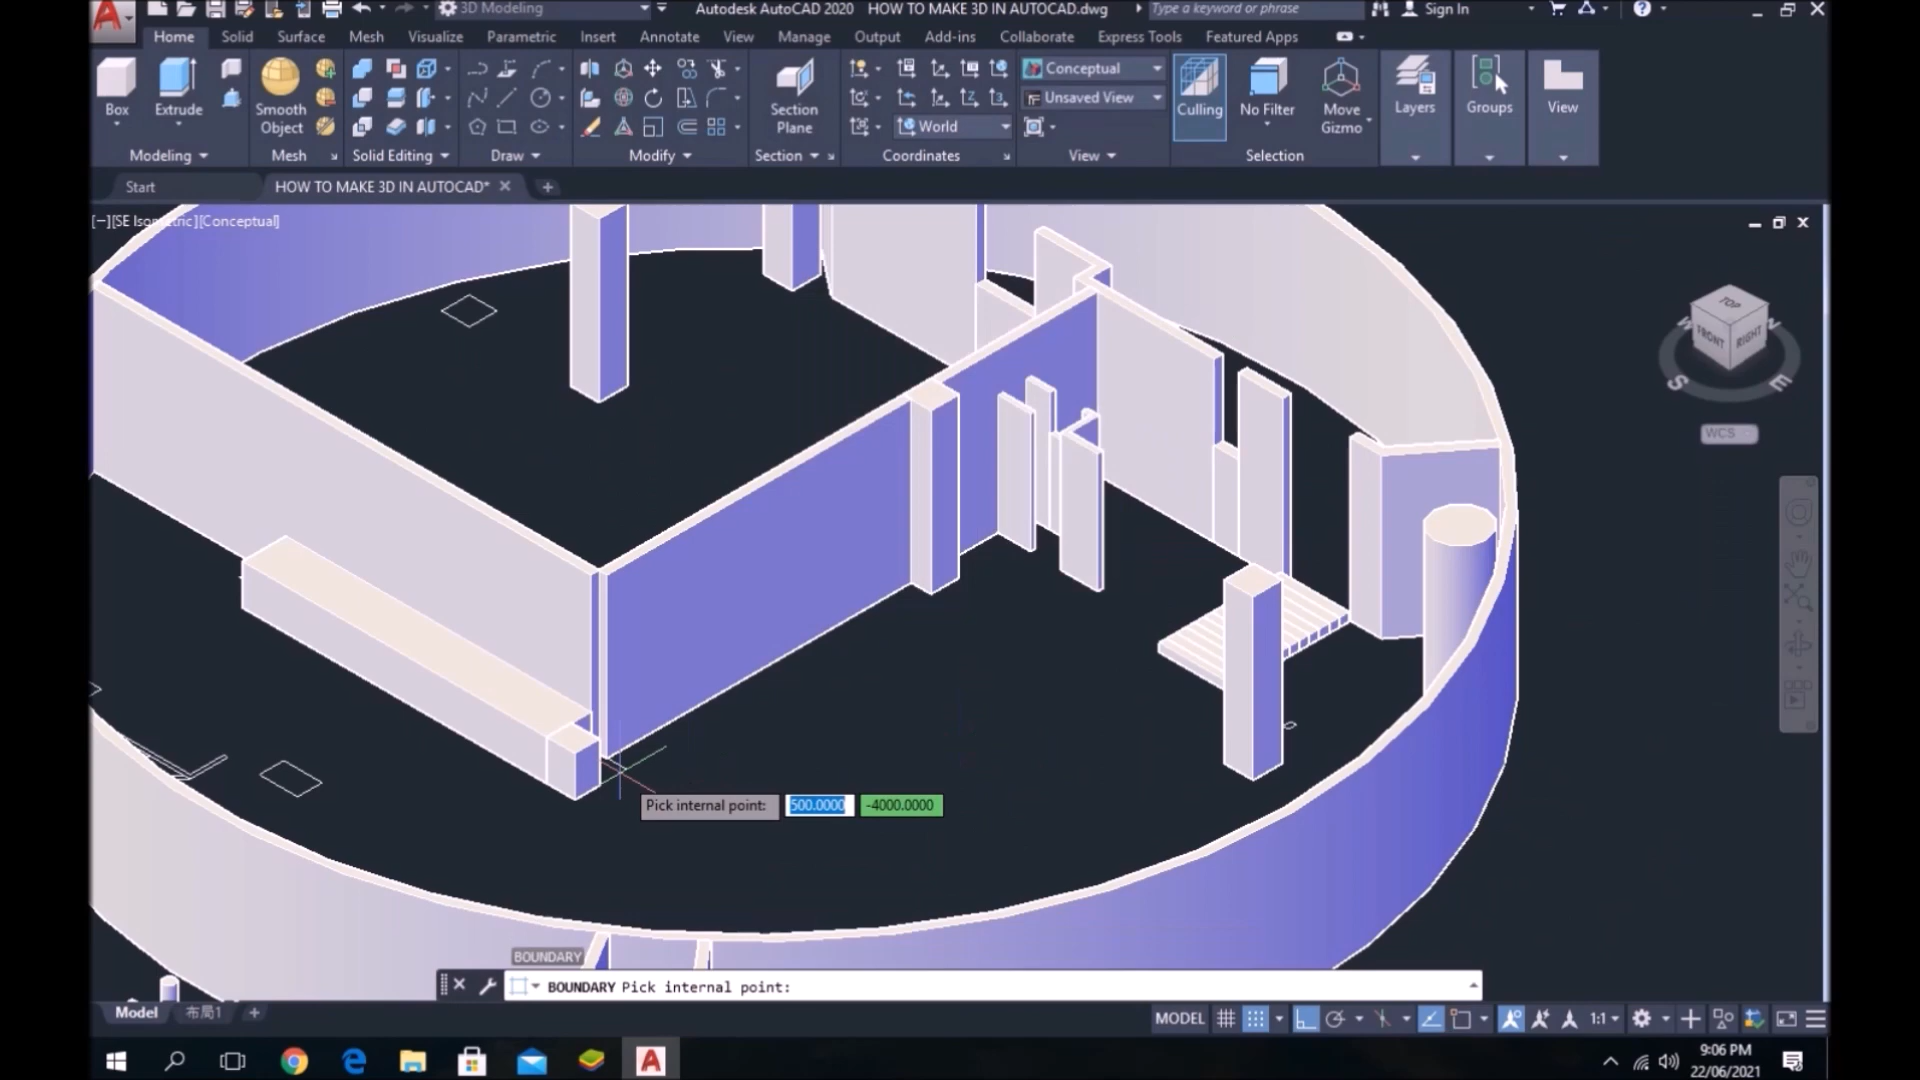 3D Modeling
Autodesk AutoCAD 2020 HOW TO MAKE 3D IN AUTOCAD.dwg
Type a keyword or phrase
Sign In
Home Solid Surface Mesh Visualize Parametric Insert Annotate View Manage Output Add-ins Collaborate Express Tools Featured Apps
Box
Extrude
Smooth
Object
Section
Plane
Conceptual
Unsaved View
World
Culling
No Filter
Move
Gizmo
Layers
Groups
View
Modeling
Mesh
Solid Editing
Draw
Modify
Section
Coordinates
View
Selection
Start
HOW TO MAKE 3D IN AUTOCAD*
[−][SE Isometric][Conceptual]
TOP
FRONT
RIGHT
W
N
S
E
WCS
Pick internal point: 500.0000 -4000.0000
BOUNDARY
BOUNDARY Pick internal point:
Model
布局1
MODEL
1:1
9:06 PM
22/06/2021